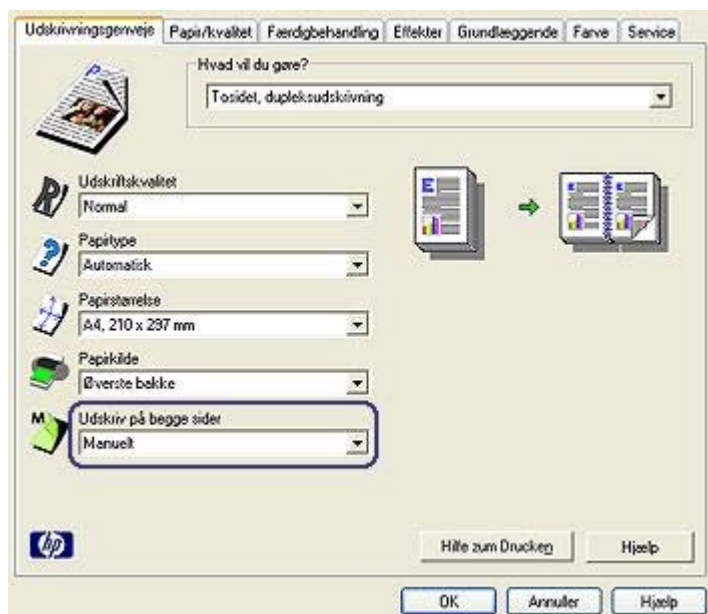 Udskrivningsgenveje Papir/kvalitet Færdigbehandling Effekter Grundlæggende Farve Service
Hvad vil du gøre?
Tosidet, dupleksudskrivning
Udskriftskvalitet
Normal
Papirtype
Automatisk
Papirstørrelse
A4, 210 x 297 mm
Papirkilde
Øverste bakke
Udskriv på begge sider
Manuelt
hp
Hilfe zum Drucken Hjælp
OK Annuller Hjælp